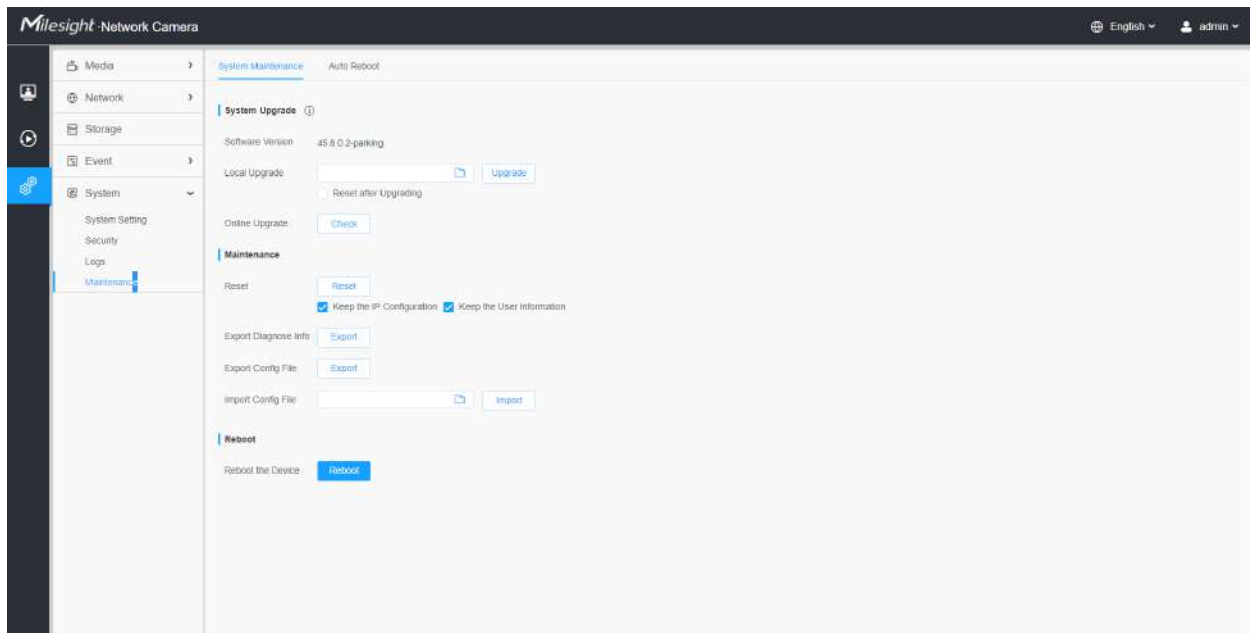 Milesight Network Camera
English
admin
Media
Network
Storage
Event
System
System Setting
Security
Logs
Maintenance
System Maintenance Auto Reboot
System Upgrade
Software Version 45.8.0.2-parking
Local Upgrade Upgrade
Reset after Upgrading
Online Upgrade Check
Maintenance
Reset Reset
Keep the IP Configuration Keep the User Information
Export Diagnose Info Export
Export Config File Export
Import Config File Import
Reboot
Reboot the Device Reboot